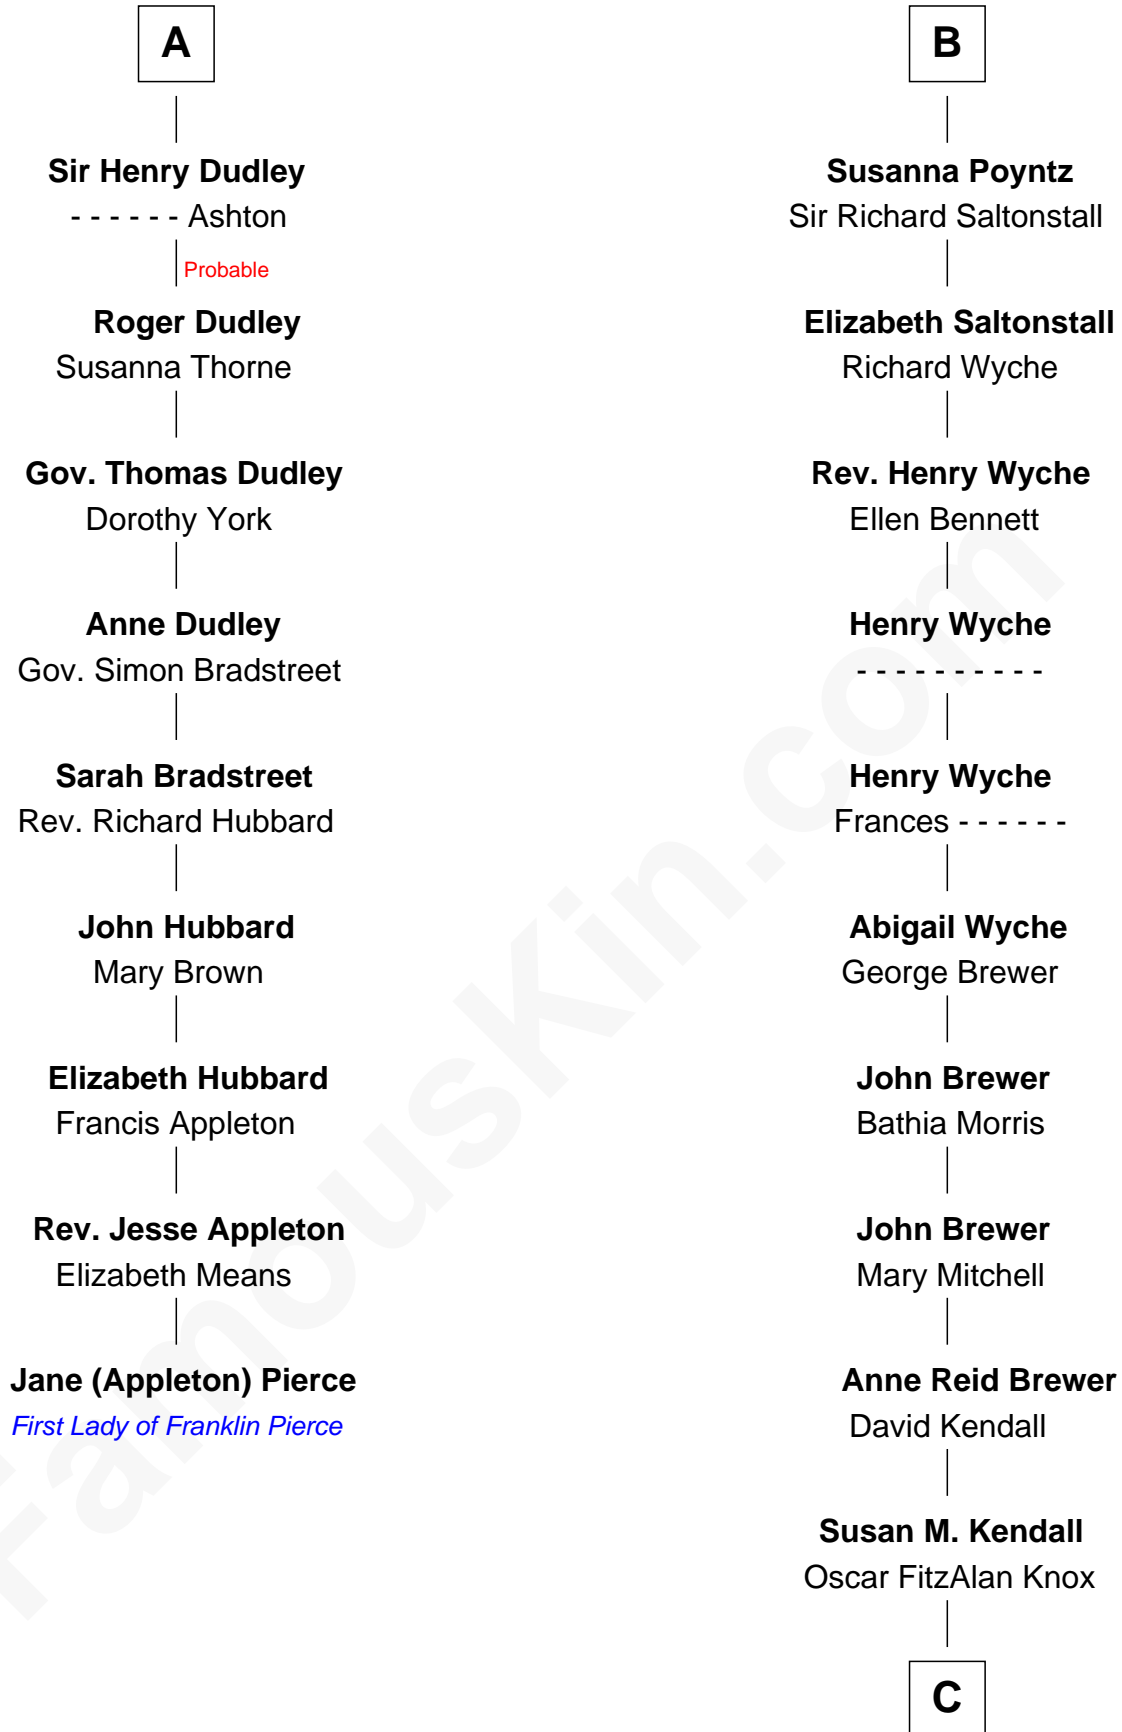 A
Sir Henry Dudley
- - - - - - Ashton
Probable
Roger Dudley
Susanna Thorne
Gov. Thomas Dudley
Dorothy York
Anne Dudley
Gov. Simon Bradstreet
Sarah Bradstreet
Rev. Richard Hubbard
John Hubbard
Mary Brown
Elizabeth Hubbard
Francis Appleton
Rev. Jesse Appleton
Elizabeth Means
Jane (Appleton) Pierce
First Lady of Franklin Pierce
B
Susanna Poyntz
Sir Richard Saltonstall
Elizabeth Saltonstall
Richard Wyche
Rev. Henry Wyche
Ellen Bennett
Henry Wyche
- - - - - - - - - -
Henry Wyche
Frances - - - - - -
Abigail Wyche
George Brewer
John Brewer
Bathia Morris
John Brewer
Mary Mitchell
Anne Reid Brewer
David Kendall
Susan M. Kendall
Oscar FitzAlan Knox
C
FamousKin.com